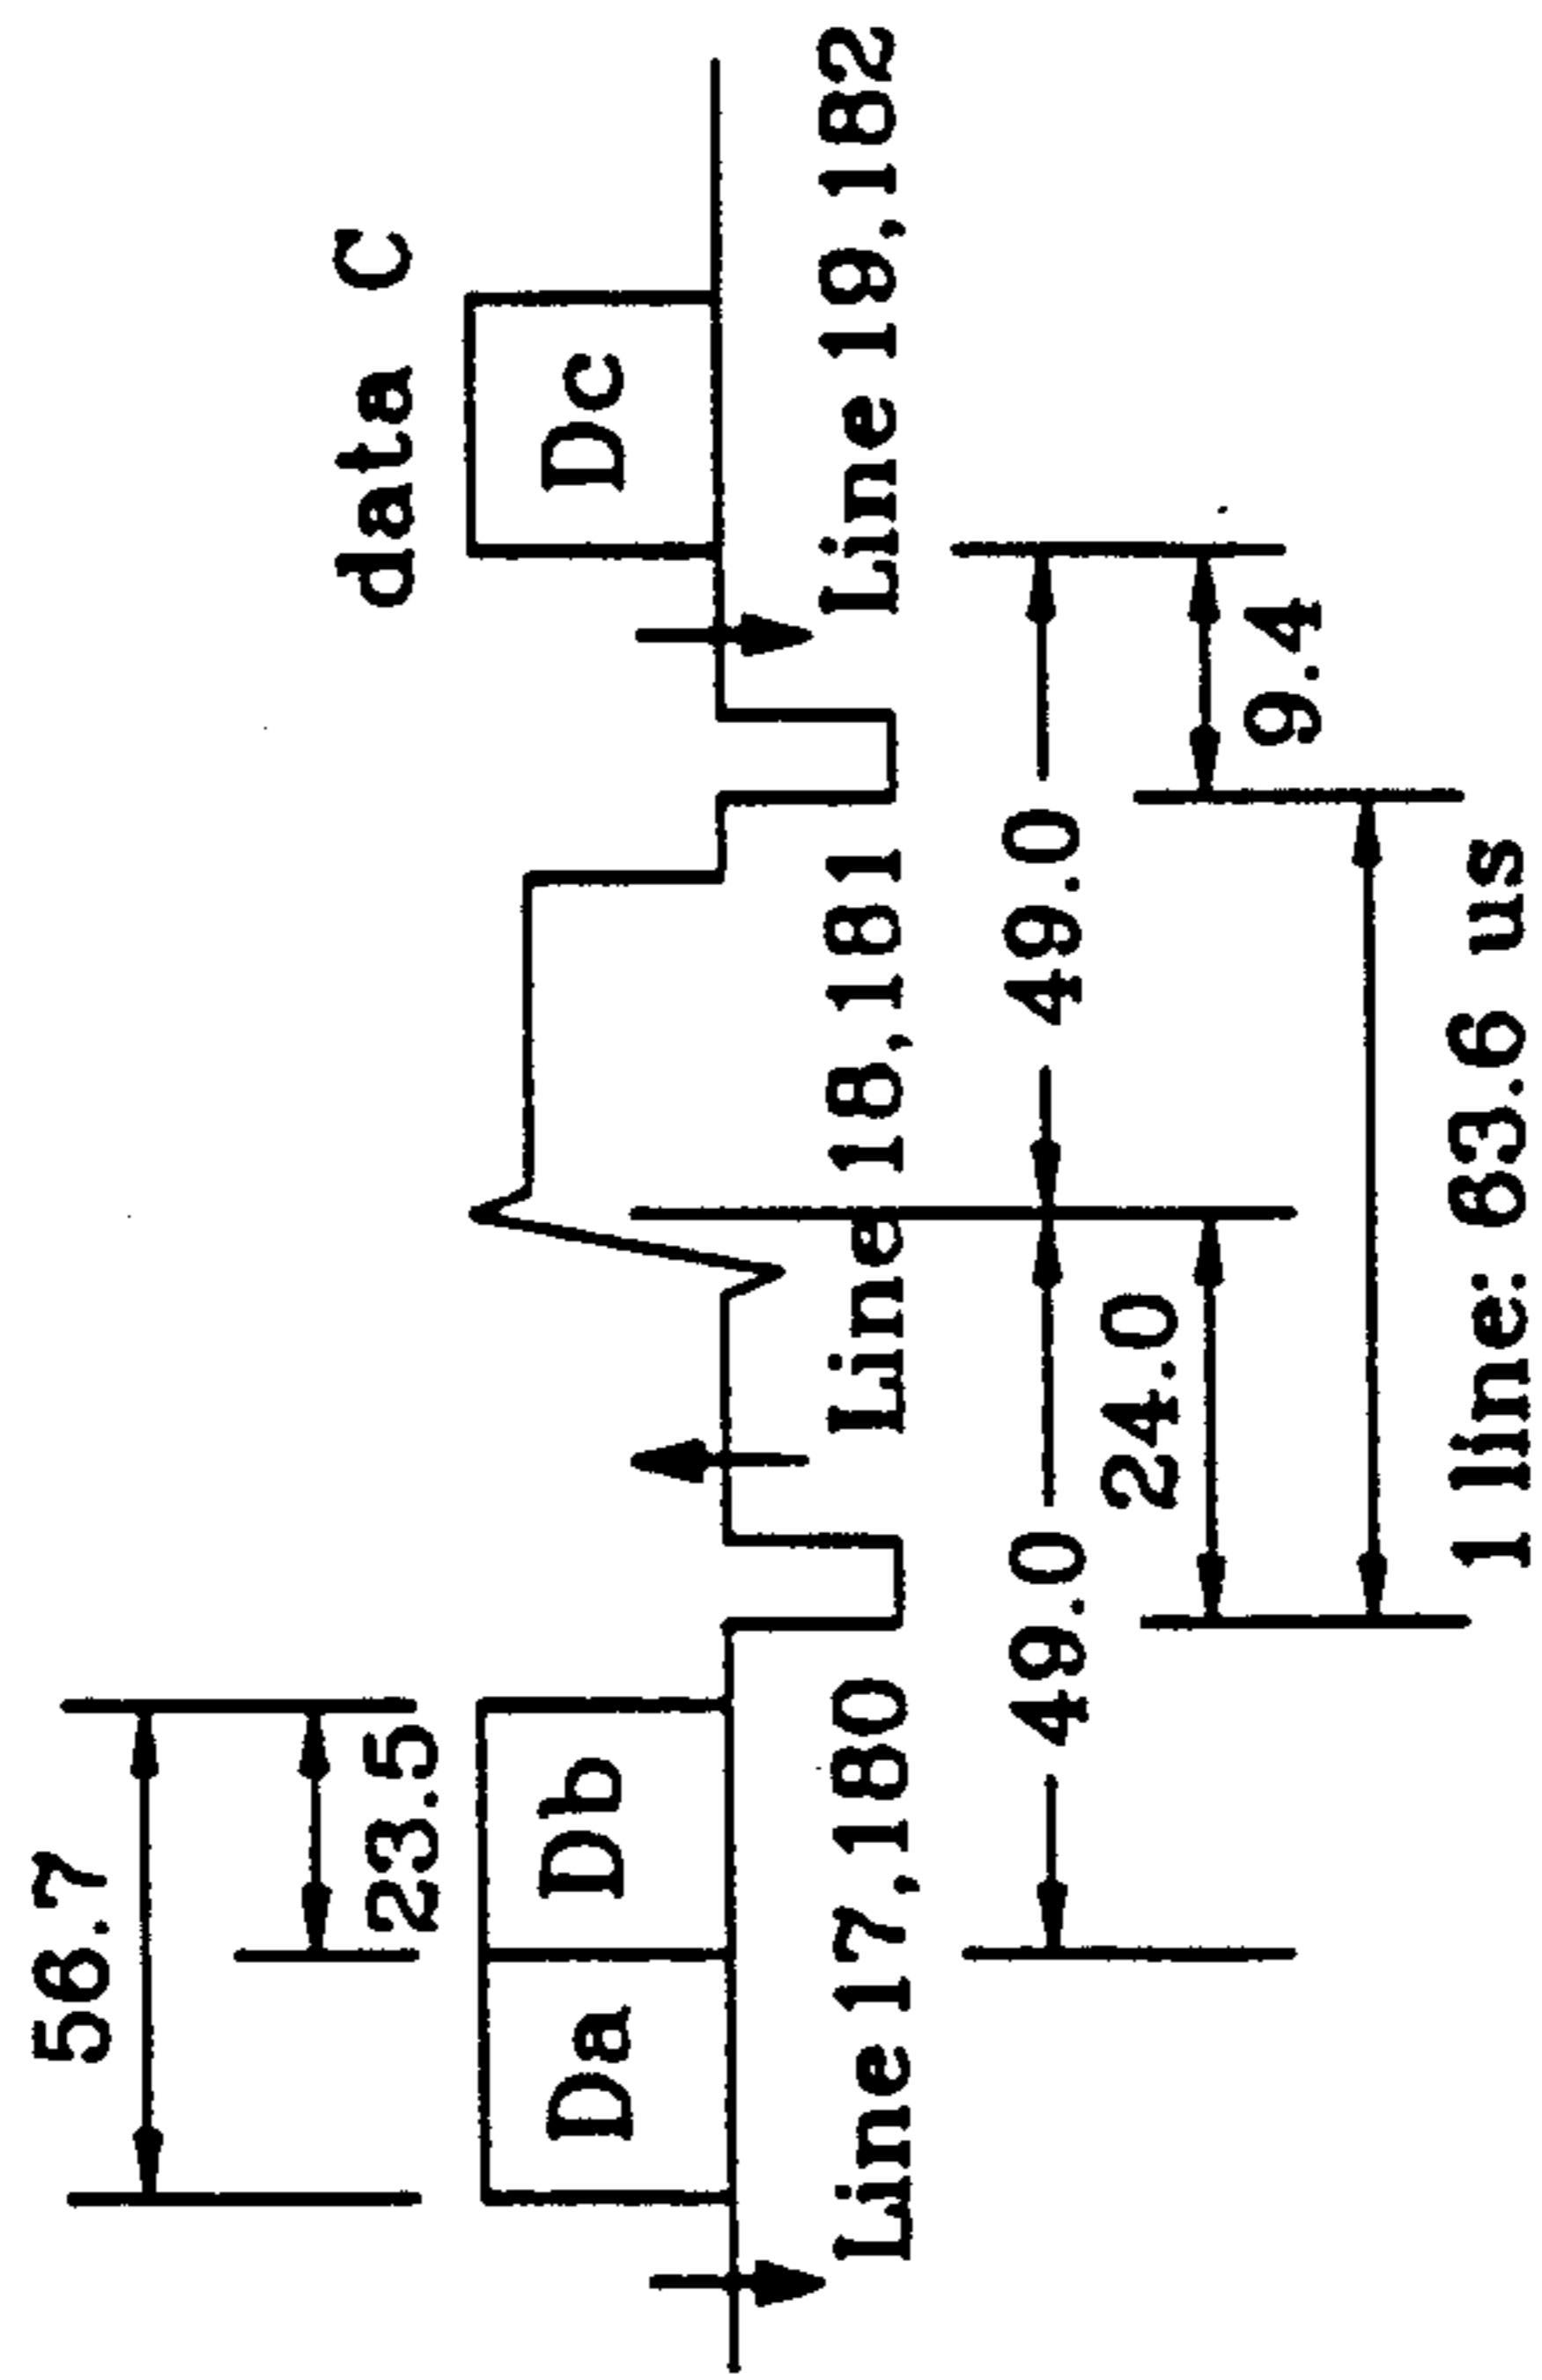 58.7
23.5
data C
Da
Db
Dc
Line 17,180
Line 18,181
Line 19,182
49.0
49.0
24.0
9.4
1 line: 63.6 us